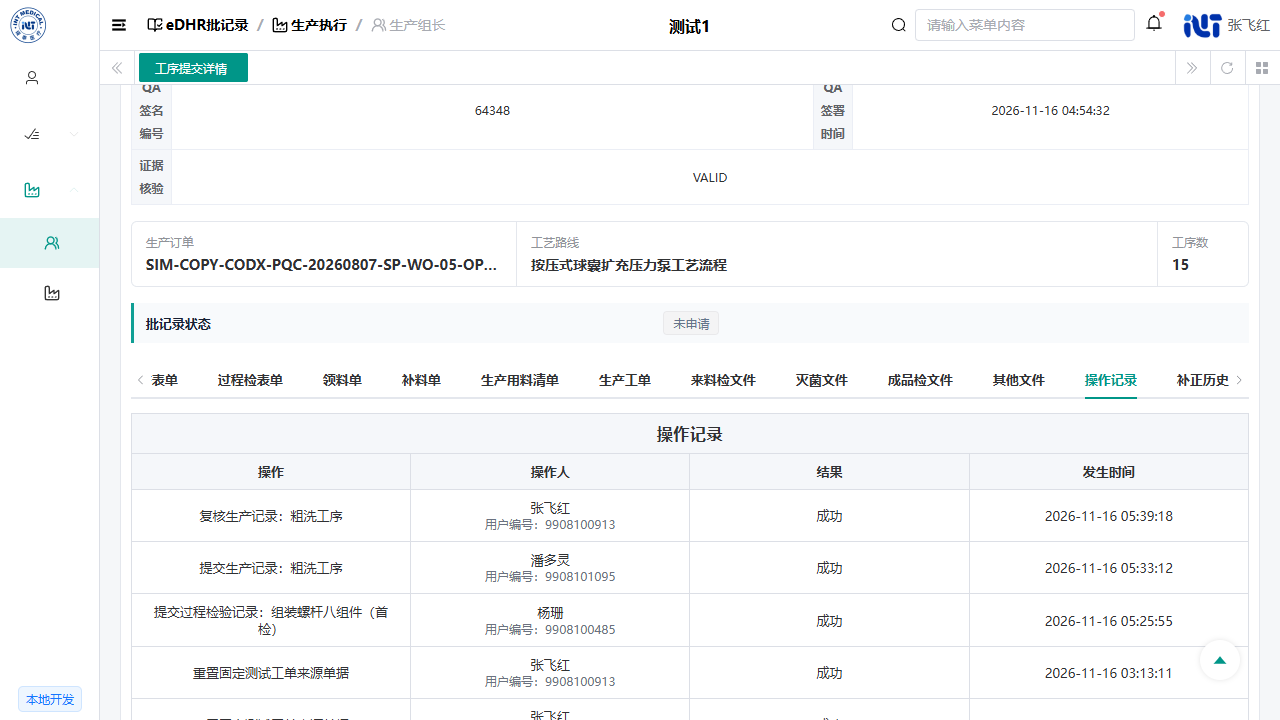 eDHR批记录 / 生产执行 / 生产组长
测试1
请输入菜单内容
iNT 张飞红
工序提交详情
QA
签名
编号
64348
QA
签署
时间
2026-11-16 04:54:32
证据
核验
VALID
生产订单
SIM-COPY-CODX-PQC-20260807-SP-WO-05-OP...
工艺路线
按压式球囊扩充压力泵工艺流程
工序数
15
批记录状态
未申请
表单 过程检表单 领料单 补料单 生产用料清单 生产工单 来料检文件 灭菌文件 成品检文件 其他文件 操作记录 补正历史
操作记录
操作 操作人 结果 发生时间
复核生产记录：粗洗工序
张飞红
用户编号：9908100913
成功
2026-11-16 05:39:18
提交生产记录：粗洗工序
潘多灵
用户编号：9908101095
成功
2026-11-16 05:33:12
提交过程检验记录：组装螺杆八组件（首
检）
杨珊
用户编号：9908100485
成功
2026-11-16 05:25:55
重置固定测试工单来源单据
张飞红
用户编号：9908100913
成功
2026-11-16 03:13:11
张飞红
本地开发